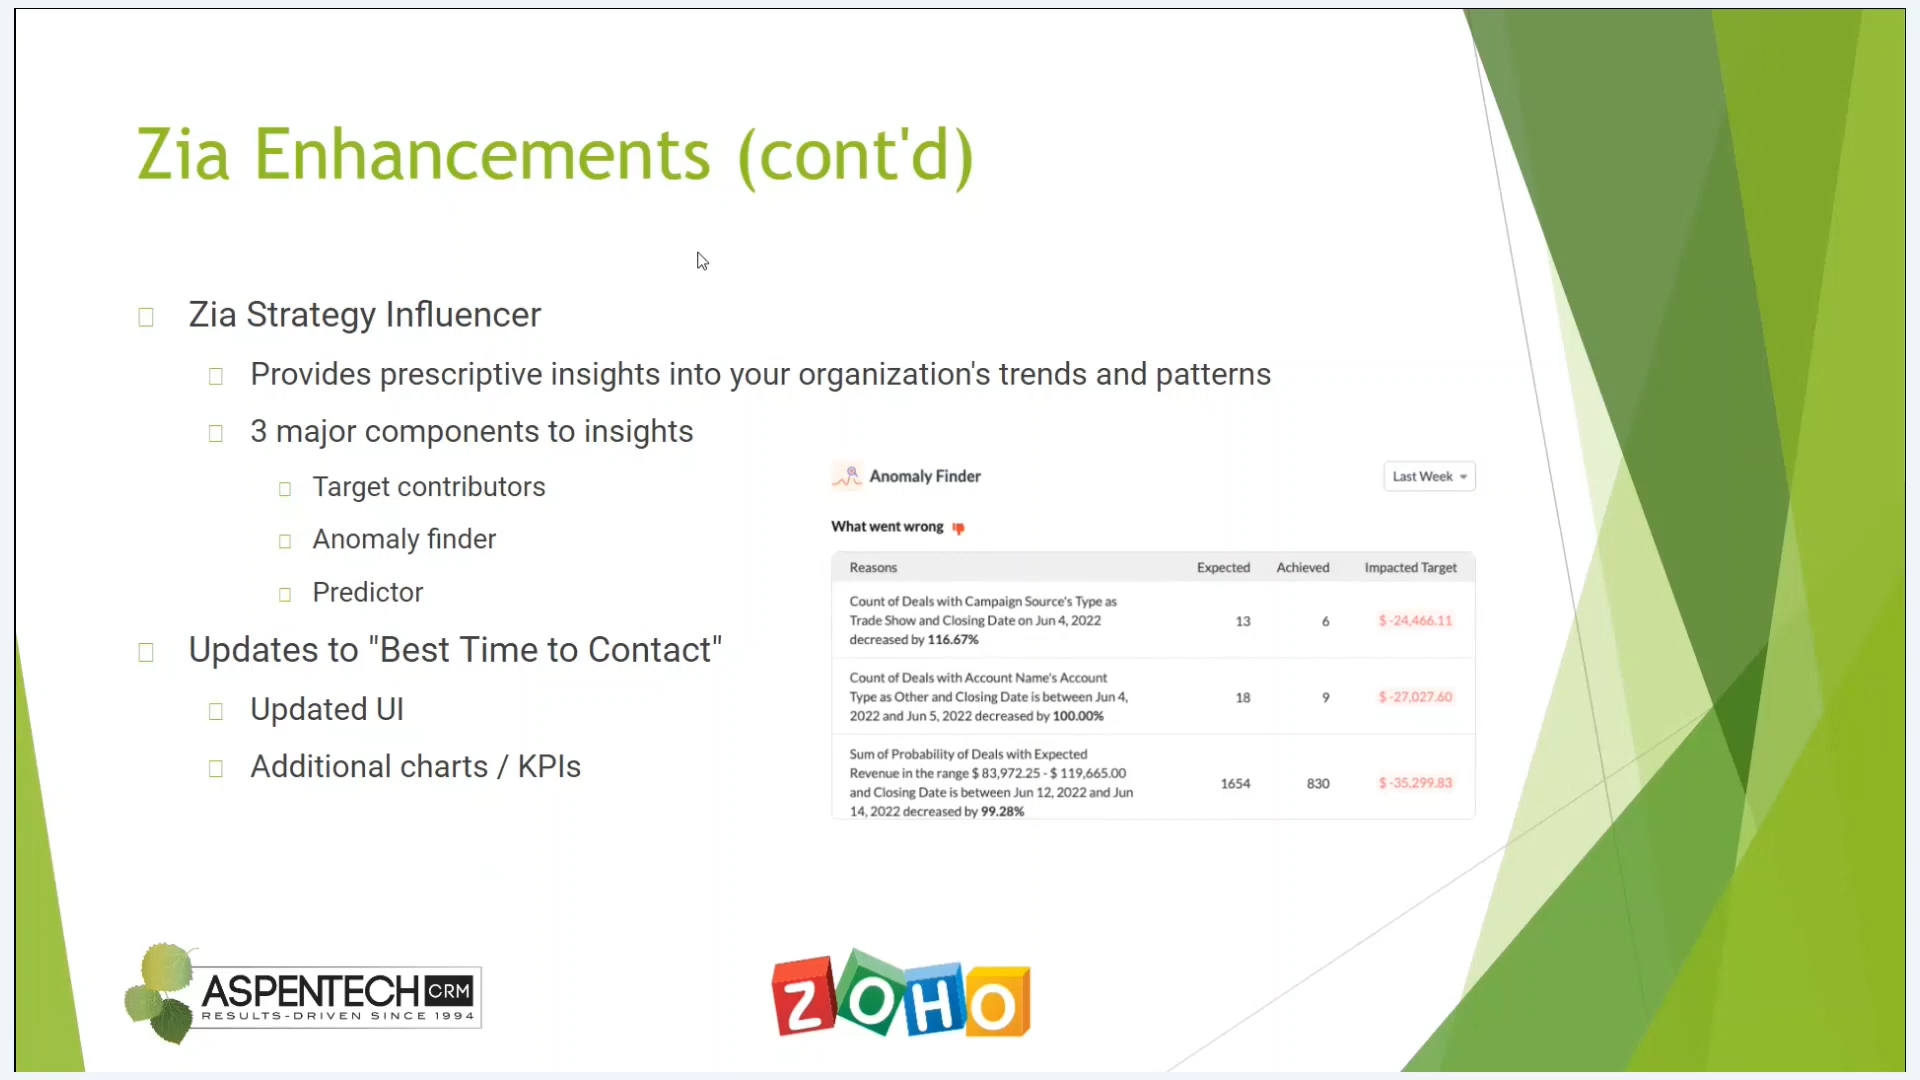 Zia Enhancements (cont'd)
Zia Strategy Influencer
Provides prescriptive insights into your organization's trends and patterns
3 major components to insights
Target contributors
Anomaly finder
Predictor
Updates to "Best Time to Contact"
Updated UI
Additional charts / KPIs
Anomaly Finder
Last Week
What went wrong
Reasons Expected Achieved Impacted Target
Count of Deals with Campaign Source's Type as
Trade Show and Closing Date on Jun 4, 2022 13 6 $ -24,466.11
decreased by 116.67%
Count of Deals with Account Name's Account
Type as Other and Closing Date is between Jun 4, 18 9 $ -27,027.60
2022 and Jun 5, 2022 decreased by 100.00%
Sum of Probability of Deals with Expected
Revenue in the range $ 83,972.25 - $ 119,665.00
and Closing Date is between Jun 12, 2022 and Jun 1654 830 $ -35,299.83
14, 2022 decreased by 99.28%
ASPENTECH CRM
RESULTS-DRIVEN SINCE 1994
ZOHO